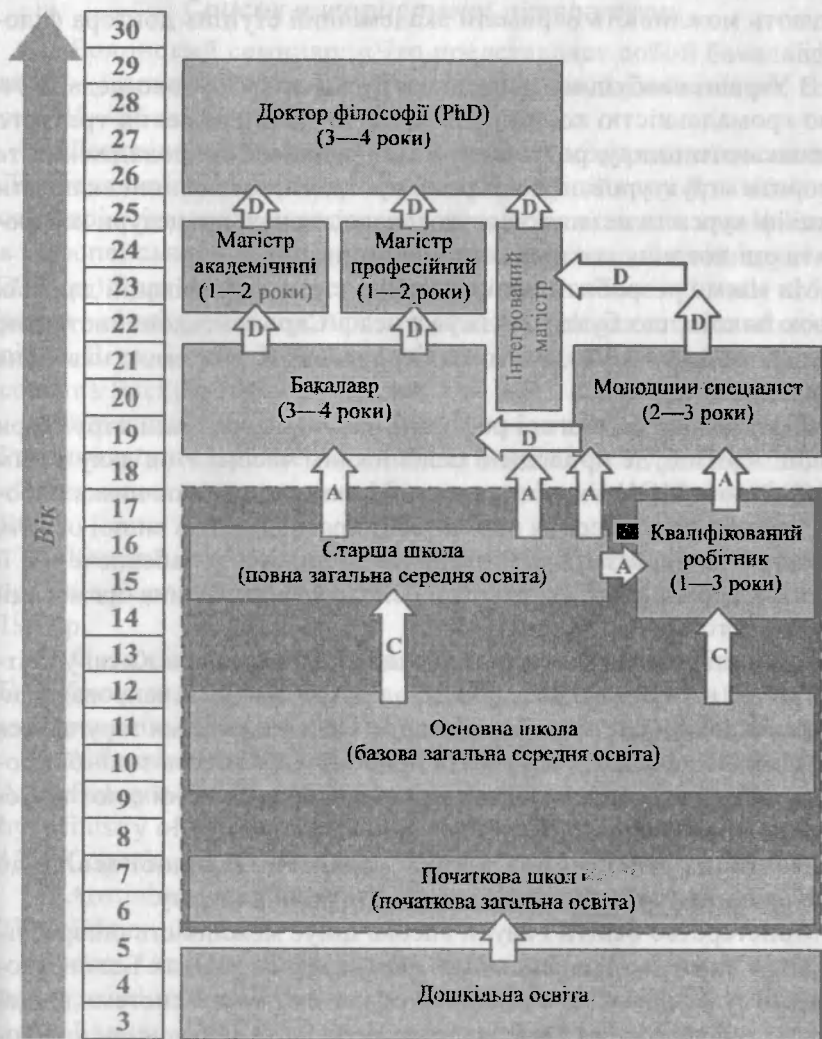 30
29
28
27
26
25
24
23
22
21
20
19
18
17
16
15
14
13
12
11
10
9
8
7
6
5
4
3
Вік
Доктор філософії (PhD)
(3—4 роки)
D
D
D
Магістр
академічний
(1—2 роки)
Магістр
професійний
(1—2 роки)
Інтегрований
магістр
D
D
D
D
Бакалавр
(3—4 роки)
Молодший спеціаліст
(2—3 роки)
D
A
A
A
A
Старша школа
(повна загальна середня освіта)
A
Кваліфікований
робітник
(1—3 роки)
C
C
Основна школа
(базова загальна середня освіта)
Початкова
(початкова загальна освіта)
Дошкільна освіта